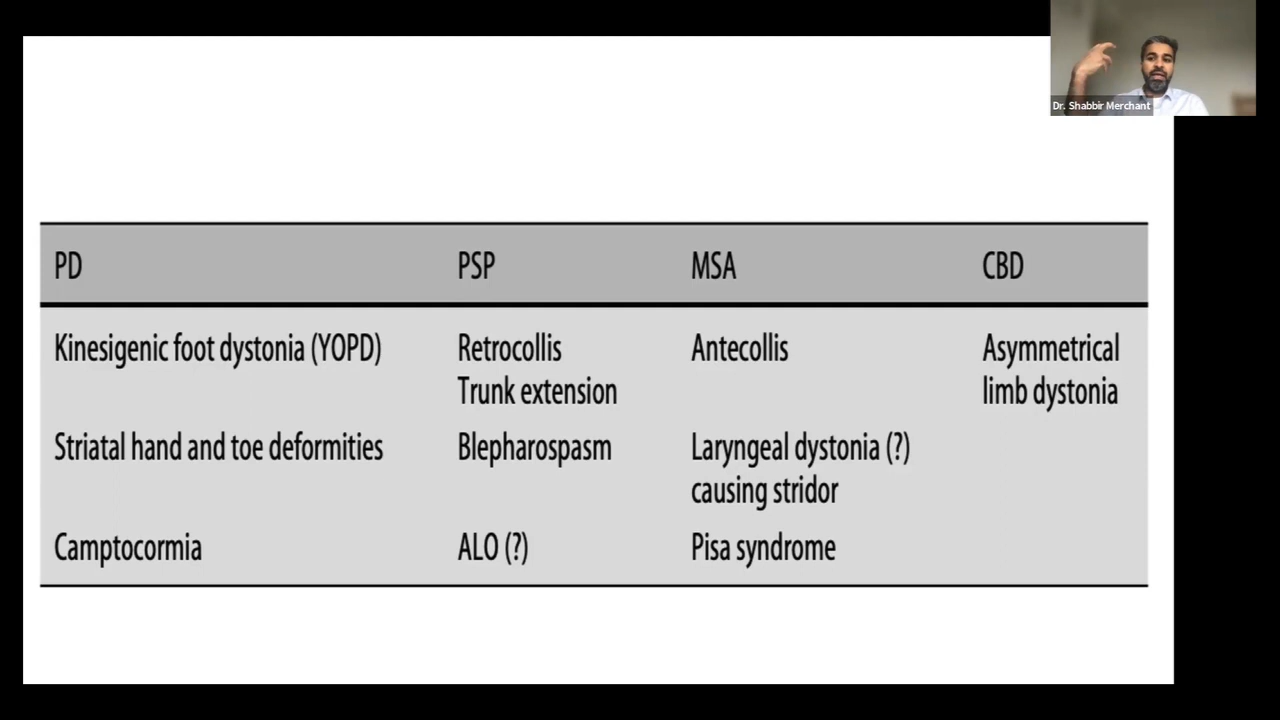 Dr. Shabbir Merchant
PD PSP MSA CBD
Kinesigenic foot dystonia (YOPD) Retrocollis Antecollis Asymmetrical
Trunk extension limb dystonia
Striatal hand and toe deformities Blepharospasm Laryngeal dystonia (?)
causing stridor
Camptocormia ALO (?) Pisa syndrome